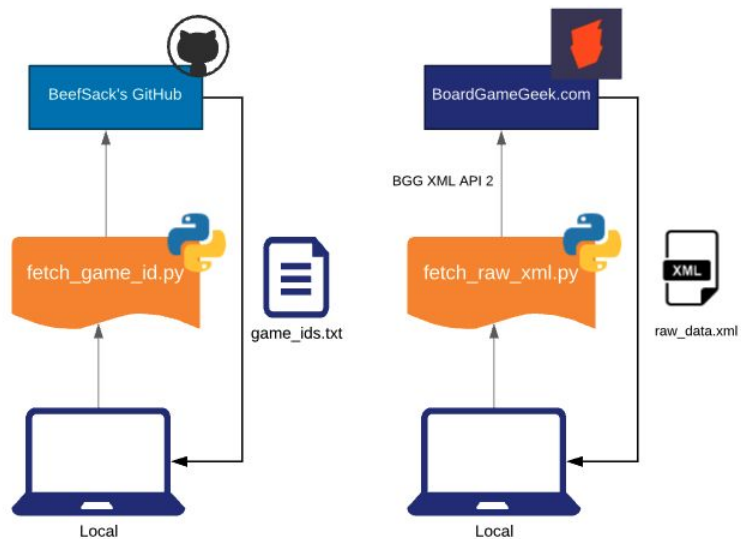 BeefSack's GitHub
fetch_game_id.py
game_ids.txt
Local
BoardGameGeek.com
BGG XML API 2
fetch_raw_xml.py
XML
raw_data.xml
Local